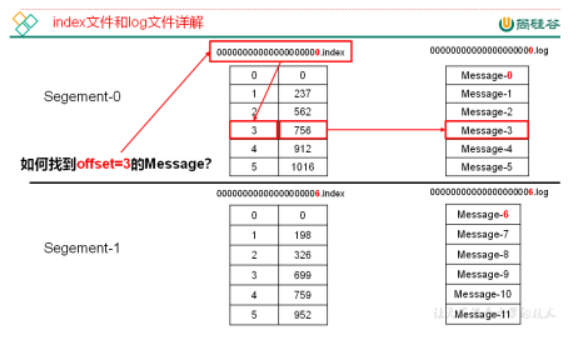 index文件和log文件详解
尚硅谷
00000000000000000000.index
00000000000000000000.log
Segement-0
0 0
1 237
2 562
3 756
4 912
5 1016
Message-0
Message-1
Message-2
Message-3
Message-4
Message-5
如何找到offset=3的Message?
00000000000000000006.index
00000000000000000006.log
Segement-1
0 0
1 198
2 326
3 699
4 759
5 952
Message-6
Message-7
Message-8
Message-9
Message-10
Message-11